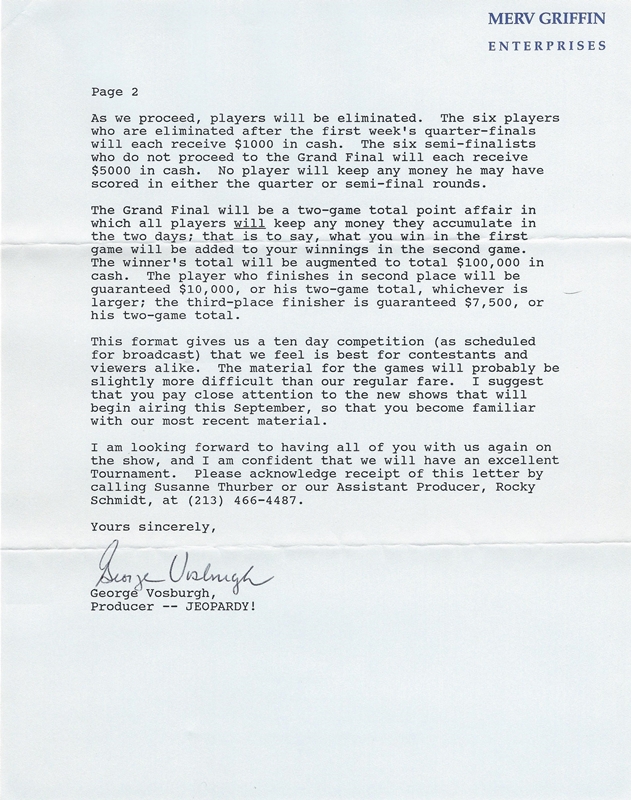 MERV GRIFFIN
ENTERPRISES
Page 2
As we proceed, players will be eliminated.  The six players
who are eliminated after the first week's quarter-finals
will each receive $1000 in cash.  The six semi-finalists
who do not proceed to the Grand Final will each receive
$5000 in cash.  No player will keep any money he may have
scored in either the quarter or semi-final rounds.
The Grand Final will be a two-game total point affair in
which all players will keep any money they accumulate in
the two days; that is to say, what you win in the first
game will be added to your winnings in the second game.
The winner's total will be augmented to total $100,000 in
cash.  The player who finishes in second place will be
guaranteed $10,000, or his two-game total, whichever is
larger; the third-place finisher is guaranteed $7,500, or
his two-game total.
This format gives us a ten day competition (as scheduled
for broadcast) that we feel is best for contestants and
viewers alike.  The material for the games will probably be
slightly more difficult than our regular fare.  I suggest
that you pay close attention to the new shows that will
begin airing this September, so that you become familiar
with our most recent material.
I am looking forward to having all of you with us again on
the show, and I am confident that we will have an excellent
Tournament.  Please acknowledge receipt of this letter by
calling Susanne Thurber or our Assistant Producer, Rocky
Schmidt, at (213) 466-4487.
Yours sincerely,
George Vosburgh
George Vosburgh,
Producer -- JEOPARDY!